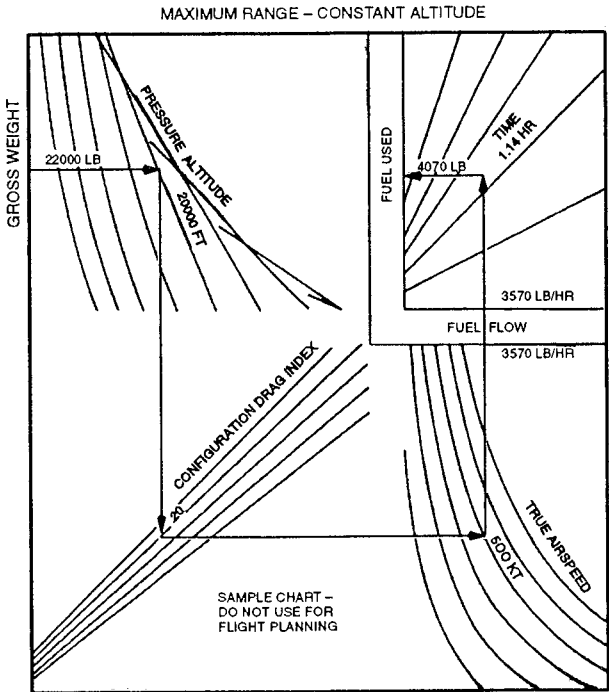 MAXIMUM RANGE – CONSTANT ALTITUDE
GROSS WEIGHT
22000 LB
PRESSURE ALTITUDE
20000 FT
FUEL USED
TIME
1.14 HR
4070 LB
3570 LB/HR
FUEL FLOW
3570 LB/HR
CONFIGURATION DRAG INDEX
20
TRUE AIRSPEED
500 KT
SAMPLE CHART –
DO NOT USE FOR
FLIGHT PLANNING